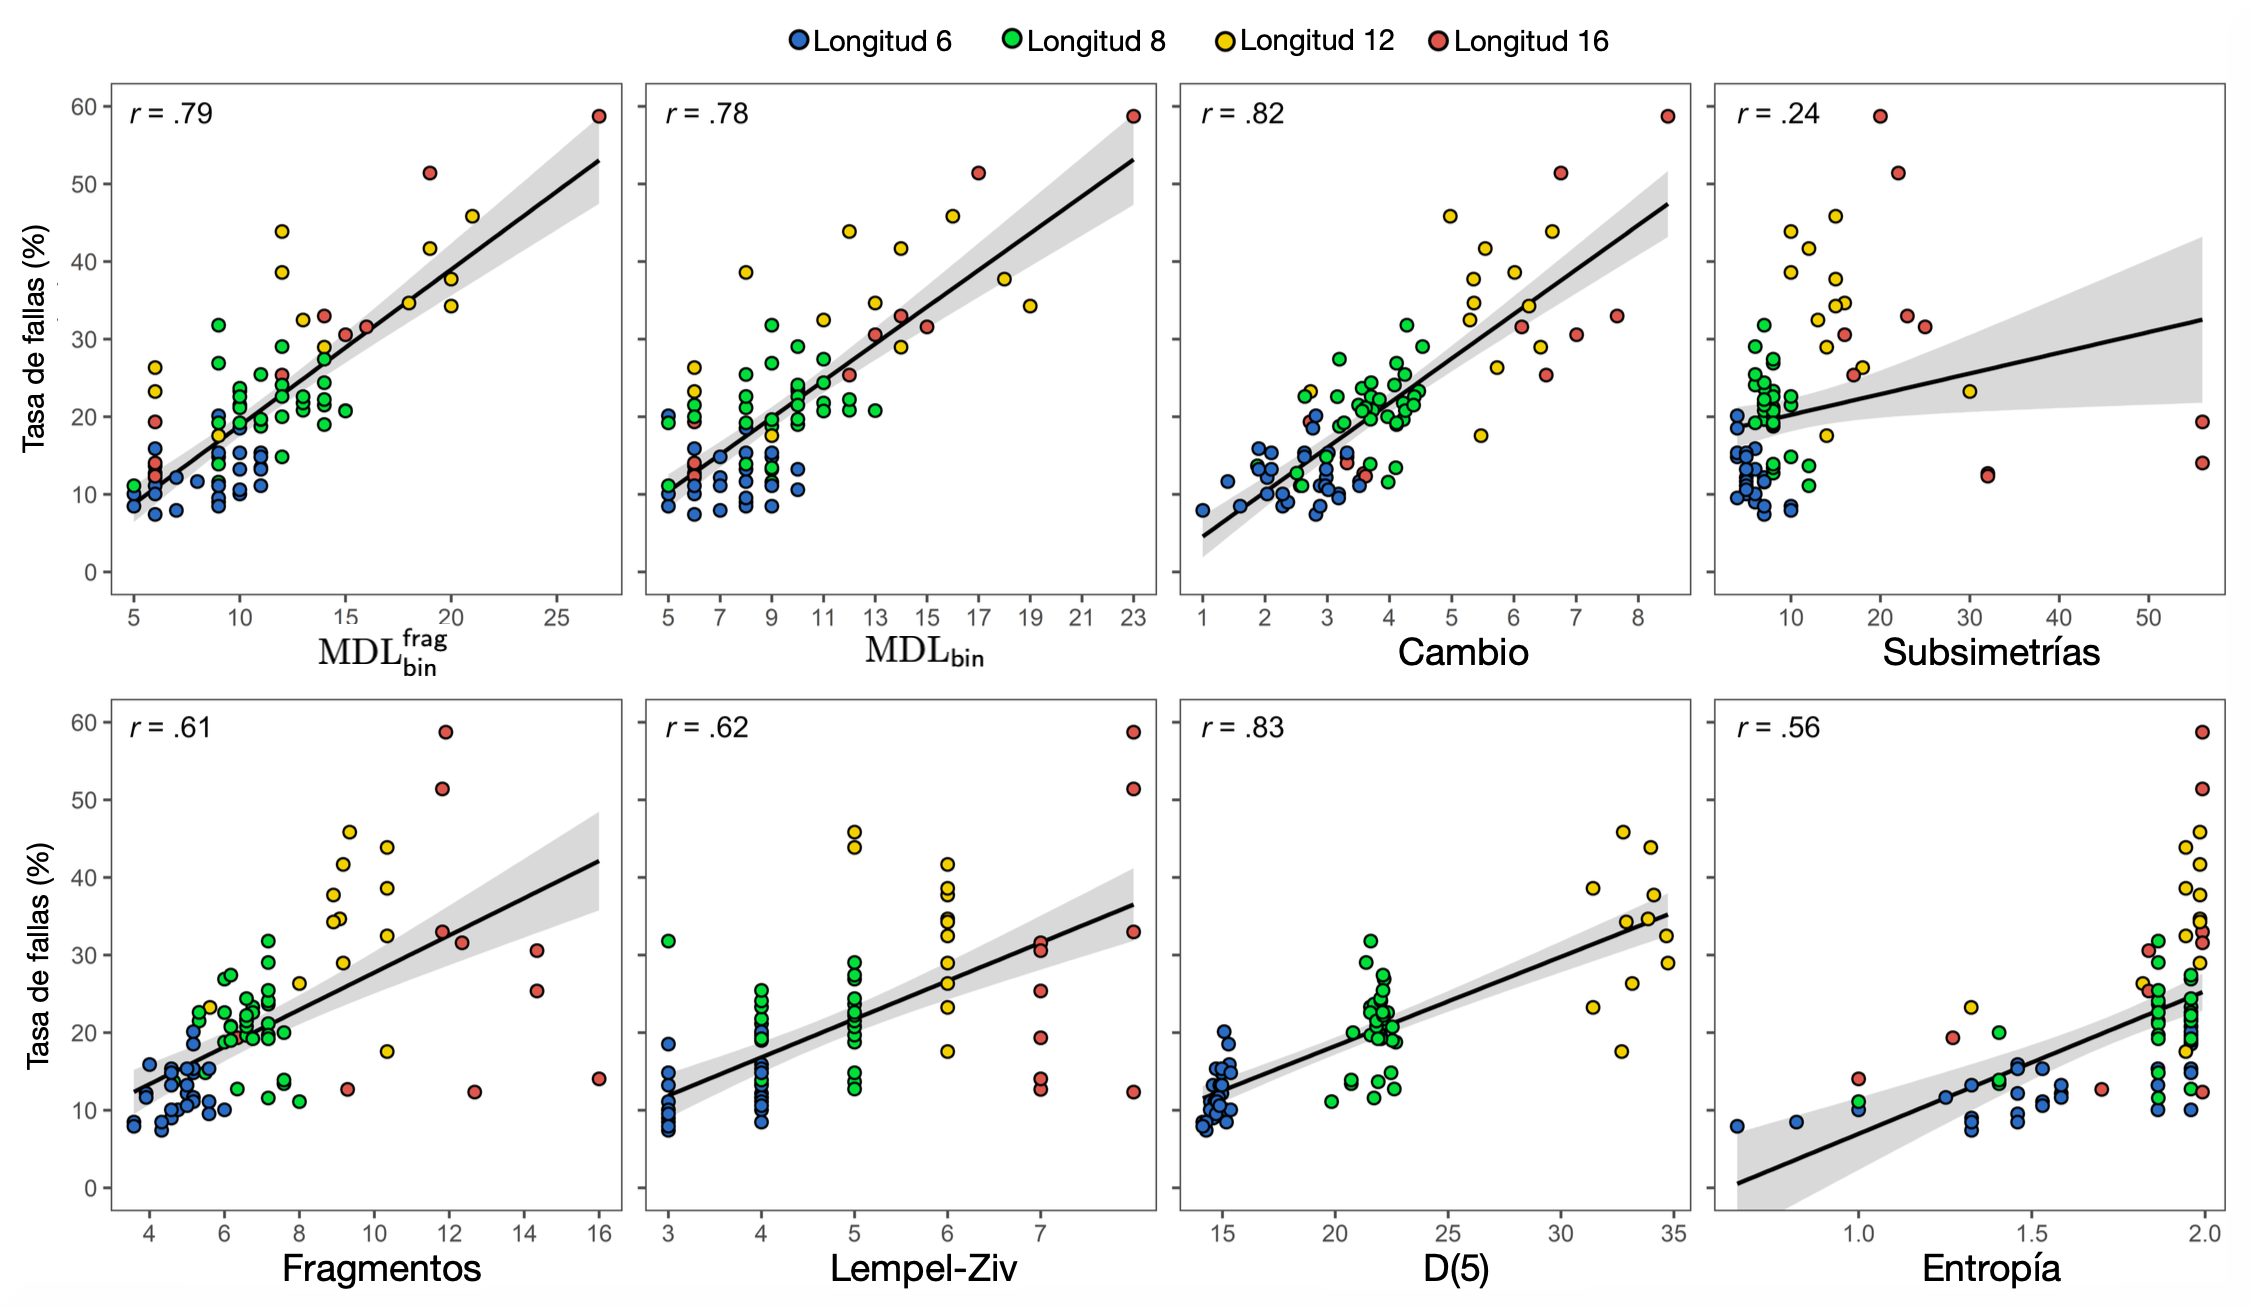 Longitud 6 Longitud 8 Longitud 12 Longitud 16
Tasa de fallas (%)
60
50
40
30
20
10
0
r = .79
5 10 15 20 25
MDL frag bin
r = .78
5 7 9 11 13 15 17 19 21 23
MDL bin
r = .82
1 2 3 4 5 6 7 8
Cambio
r = .24
10 20 30 40 50
Subsimetrías
Tasa de fallas (%)
60
50
40
30
20
10
0
r = .61
4 6 8 10 12 14 16
Fragmentos
r = .62
3 4 5 6 7
Lempel-Ziv
r = .83
15 20 25 30 35
D(5)
r = .56
1.0 1.5 2.0
Entropía